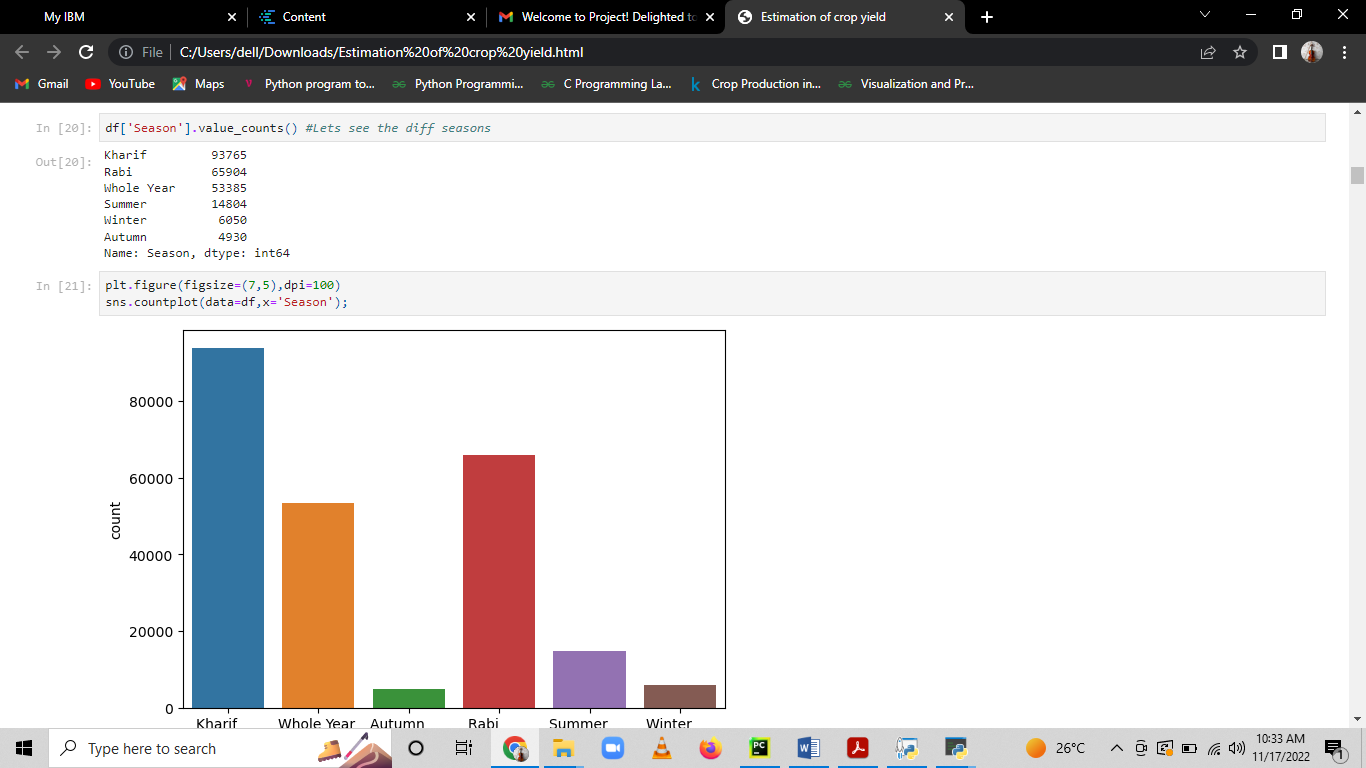 My IBM
Content
Welcome to Project! Delighted to
Estimation of crop yield
File
C:/Users/dell/Downloads/Estimation%20of%20crop%20yield.html
Gmail
YouTube
Maps
Python program to...
Python Programmi...
C Programming La...
Crop Production in...
Visualization and Pr...
In [20]: df['Season'].value_counts() #Lets see the diff seasons
Out[20]: Kharif 93765
Rabi 65904
Whole Year 53385
Summer 14804
Winter 6050
Autumn 4930
Name: Season, dtype: int64
In [21]: plt.figure(figsize=(7,5),dpi=100)
sns.countplot(data=df,x='Season');
80000
60000
40000
20000
0
count
Kharif Whole Year Autumn Rabi Summer Winter
Type here to search
PC
26°C
10:33 AM
11/17/2022
1